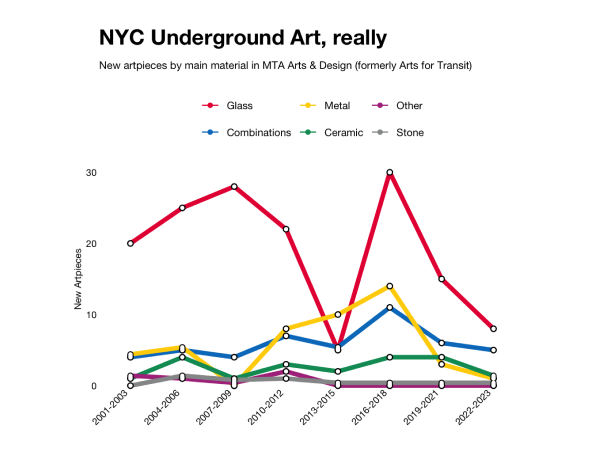 NYC Underground Art, really
New artpieces by main material in MTA Arts & Design (formerly Arts for Transit)
Glass Metal Other
Combinations Ceramic Stone
New Artpieces
30
20
10
0
2001-2003 2004-2006 2007-2009 2010-2012 2013-2015 2016-2018 2019-2021 2022-2023